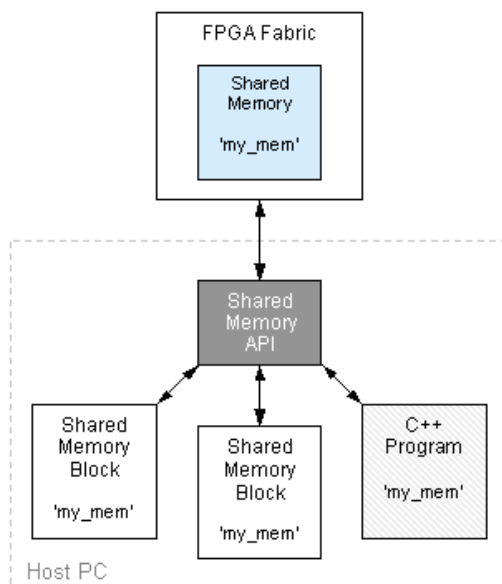 FPGA Fabric
Shared
Memory
'my_mem'
Shared
Memory
API
Shared
Memory
Block
'my_mem'
Shared
Memory
Block
'my_mem'
C++
Program
'my_mem'
Host PC